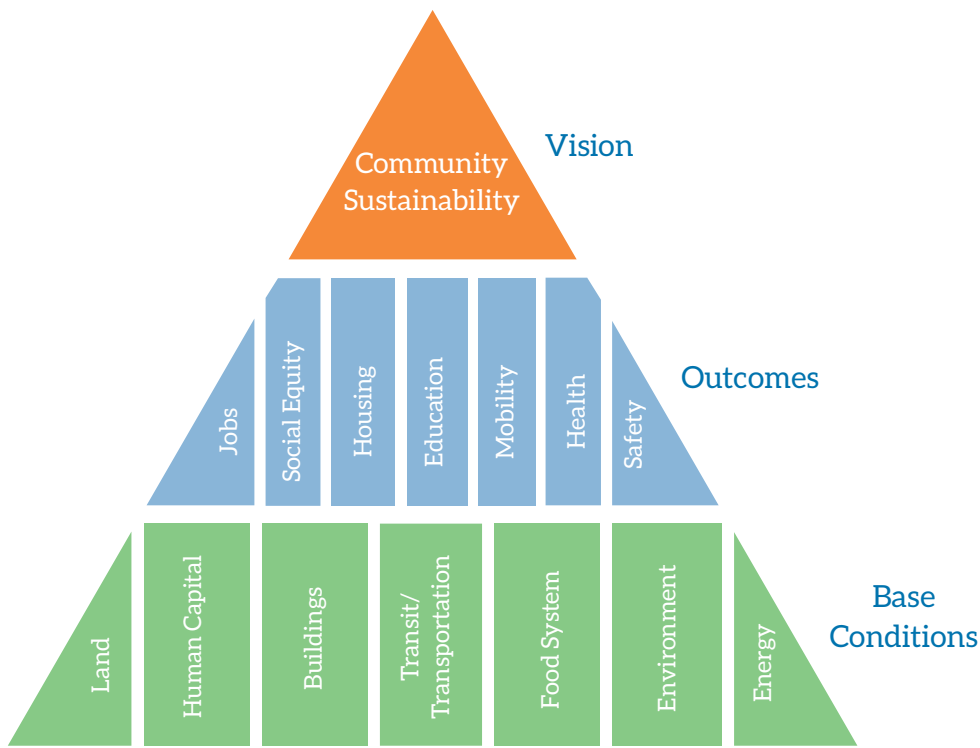 Community
Sustainability
Vision
Jobs
Social Equity
Housing
Education
Mobility
Health
Safety
Outcomes
Land
Human Capital
Buildings
Transit/
Transportation
Food System
Environment
Energy
Base
Conditions